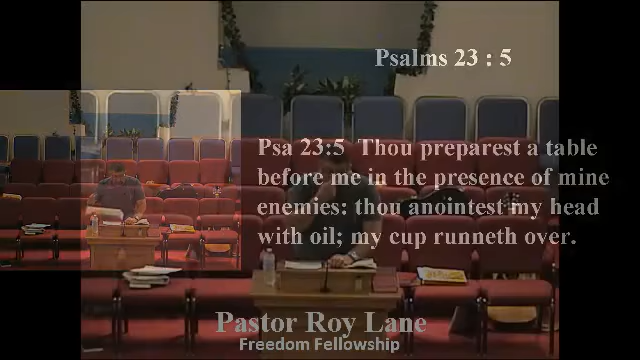 Psalms 23 : 5
Psa 23:5 Thou preparest a table
before me in the presence of mine
enemies: thou anointest my head
with oil; my cup runneth over.
Pastor Roy Lane
Freedom Fellowship